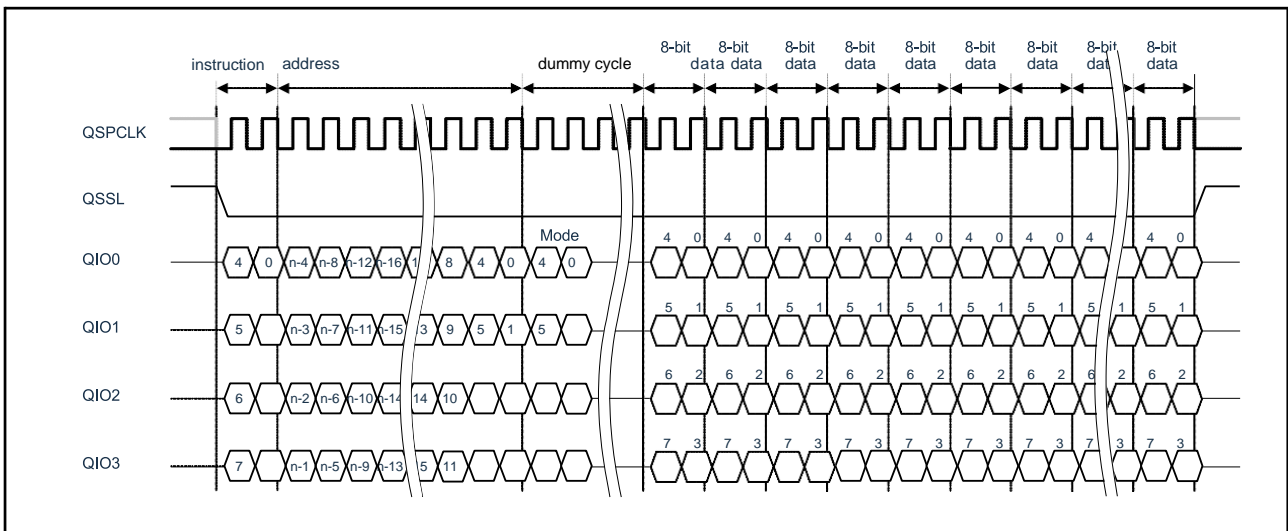 8-bit 8-bit 8-bit 8-bit 8-bit 8-bit 8-bit 8-bit 8-bit
instruction address dummy cycle data data data data data data data data data
QSPCLK
QSSL
Mode
4 0 4 0 4 0 4 0 4 0 4 0 4 0 4 4 0
QIO0 4 0 n-4 n-8 n-12 n-16 1 8 4 0 4 0
5 1 5 1 5 1 5 1 5 1 5 1 5 1 5 1 5 1
QIO1 5 n-3 n-7 n-11 n-15 3 9 5 1 5
6 2 6 2 6 2 6 2 6 2 6 2 6 2 6 2 6 2
QIO2 6 n-2 n-6 n-10 n-14 14 10
7 3 7 3 7 3 7 3 7 3 7 3 7 3 7 3 7 3
QIO3 7 n-1 n-5 n-9 n-13 5 11